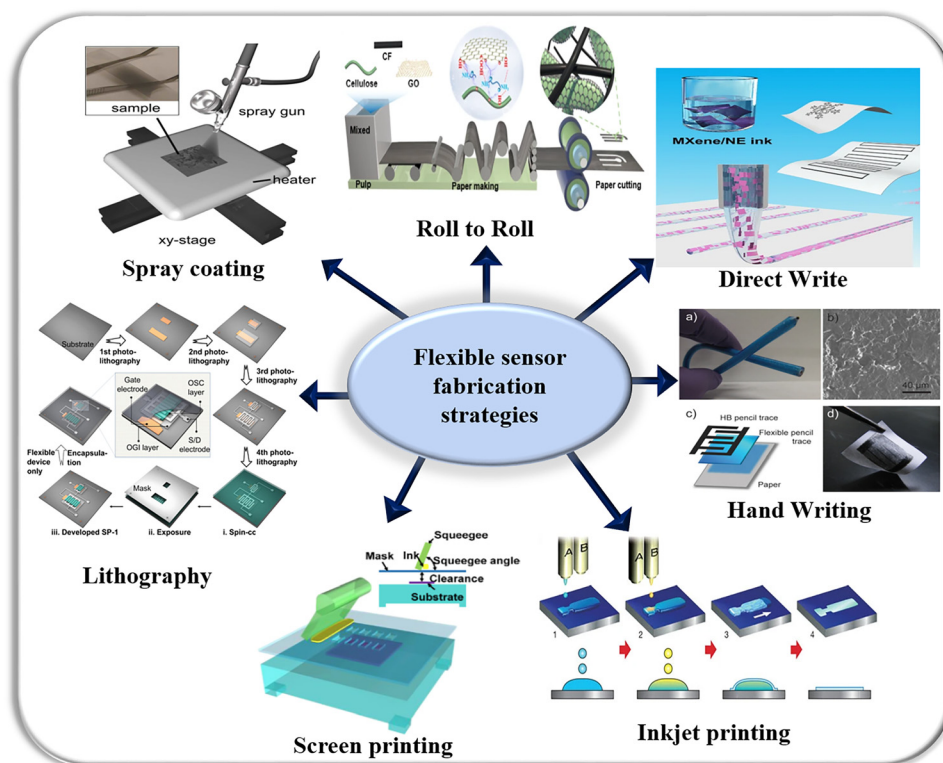 sample
spray gun
heater
xy-stage
Spray coating
CF
Cellulose
GO
Mixed
Pulp
Paper making
Paper cutting
Roll to Roll
MXene/NE ink
Direct Write
Flexible sensor
fabrication
strategies
Substrate
1st photo-
lithography
2nd photo-
lithography
3rd photo-
lithography
Gate
electrode
OSC
layer
OGI layer
S/D
electrode
4th photo-
lithography
Flexible
device
only
Encapsu-
lation
Mask
iii. Developed SP-1
ii. Exposure
i. Spin-cc
Lithography
a)
b)
40 μm
c)
HB pencil trace
Flexible pencil
trace
Paper
d)
Hand Writing
Squeegee
Ink
Mask
Squeegee angle
Clearance
Substrate
Screen printing
A
B
A
B
1
2
3
4
Inkjet printing